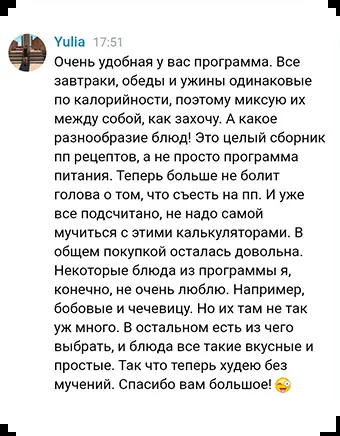 Yulia 17:51
Очень удобная у вас программа. Все
завтраки, обеды и ужины одинаковые
по калорийности, поэтому миксую их
между собой, как захочу. А какое
разнообразие блюд! Это целый сборник
пп рецептов, а не просто программа
питания. Теперь больше не болит
голова о том, что съесть на пп. И уже
все подсчитано, не надо самой
мучиться с этими калькуляторами. В
общем покупкой осталась довольна.
Некоторые блюда из программы я,
конечно, не очень люблю. Например,
бобовые и чечевицу. Но их там не так
уж много. В остальном есть из чего
выбрать, и блюда все такие вкусные и
простые. Так что теперь худею без
мучений. Спасибо вам большое!😜